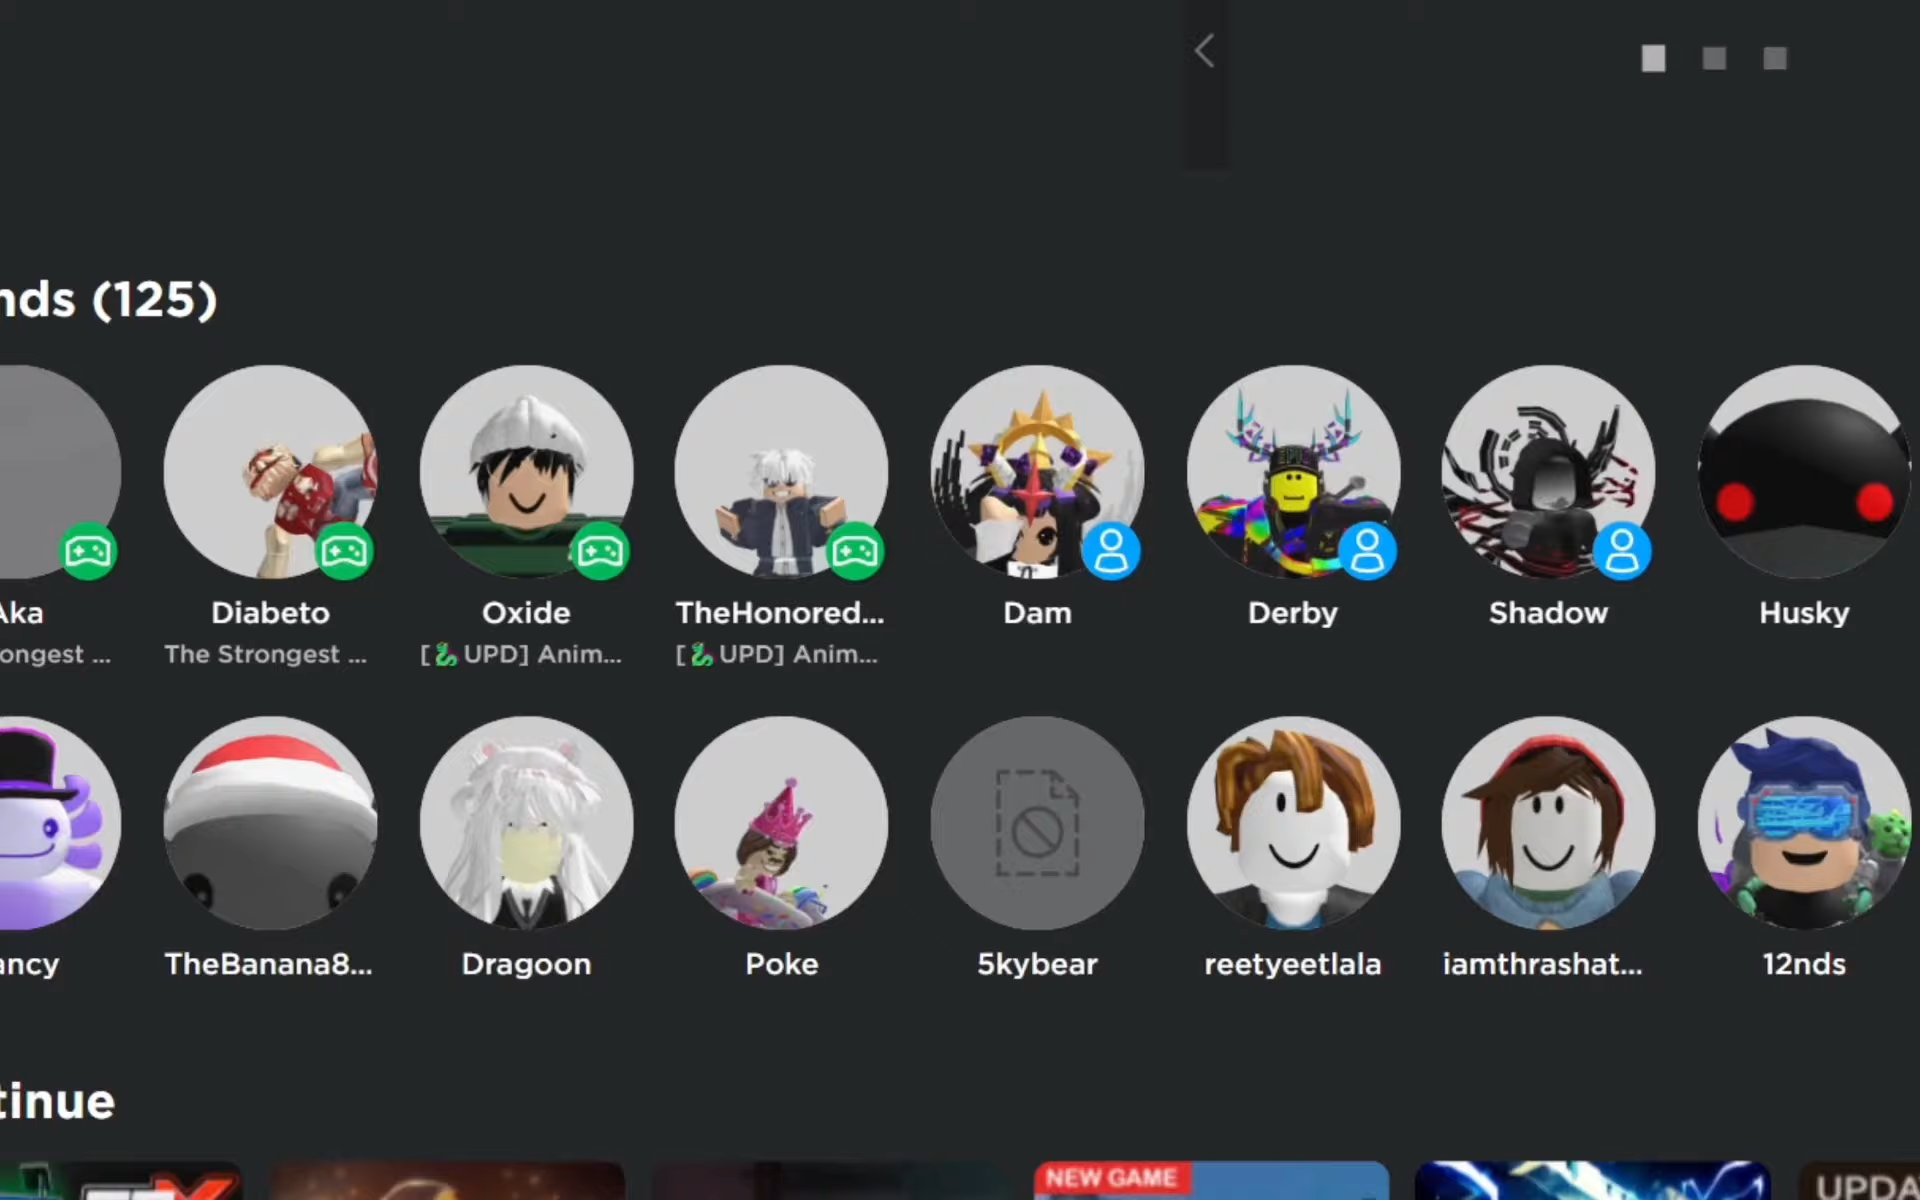 nds (125)
Aka
Diabeto
Oxide
TheHonored...
Dam
Derby
Shadow
Husky
ongest ...
The Strongest ...
[🐉UPD] Anim...
[🐉UPD] Anim...
ancy
TheBanana8...
Dragoon
Poke
5kybear
reetyeetlala
iamthrashat...
12nds
tinue
NEW GAME
UPDA